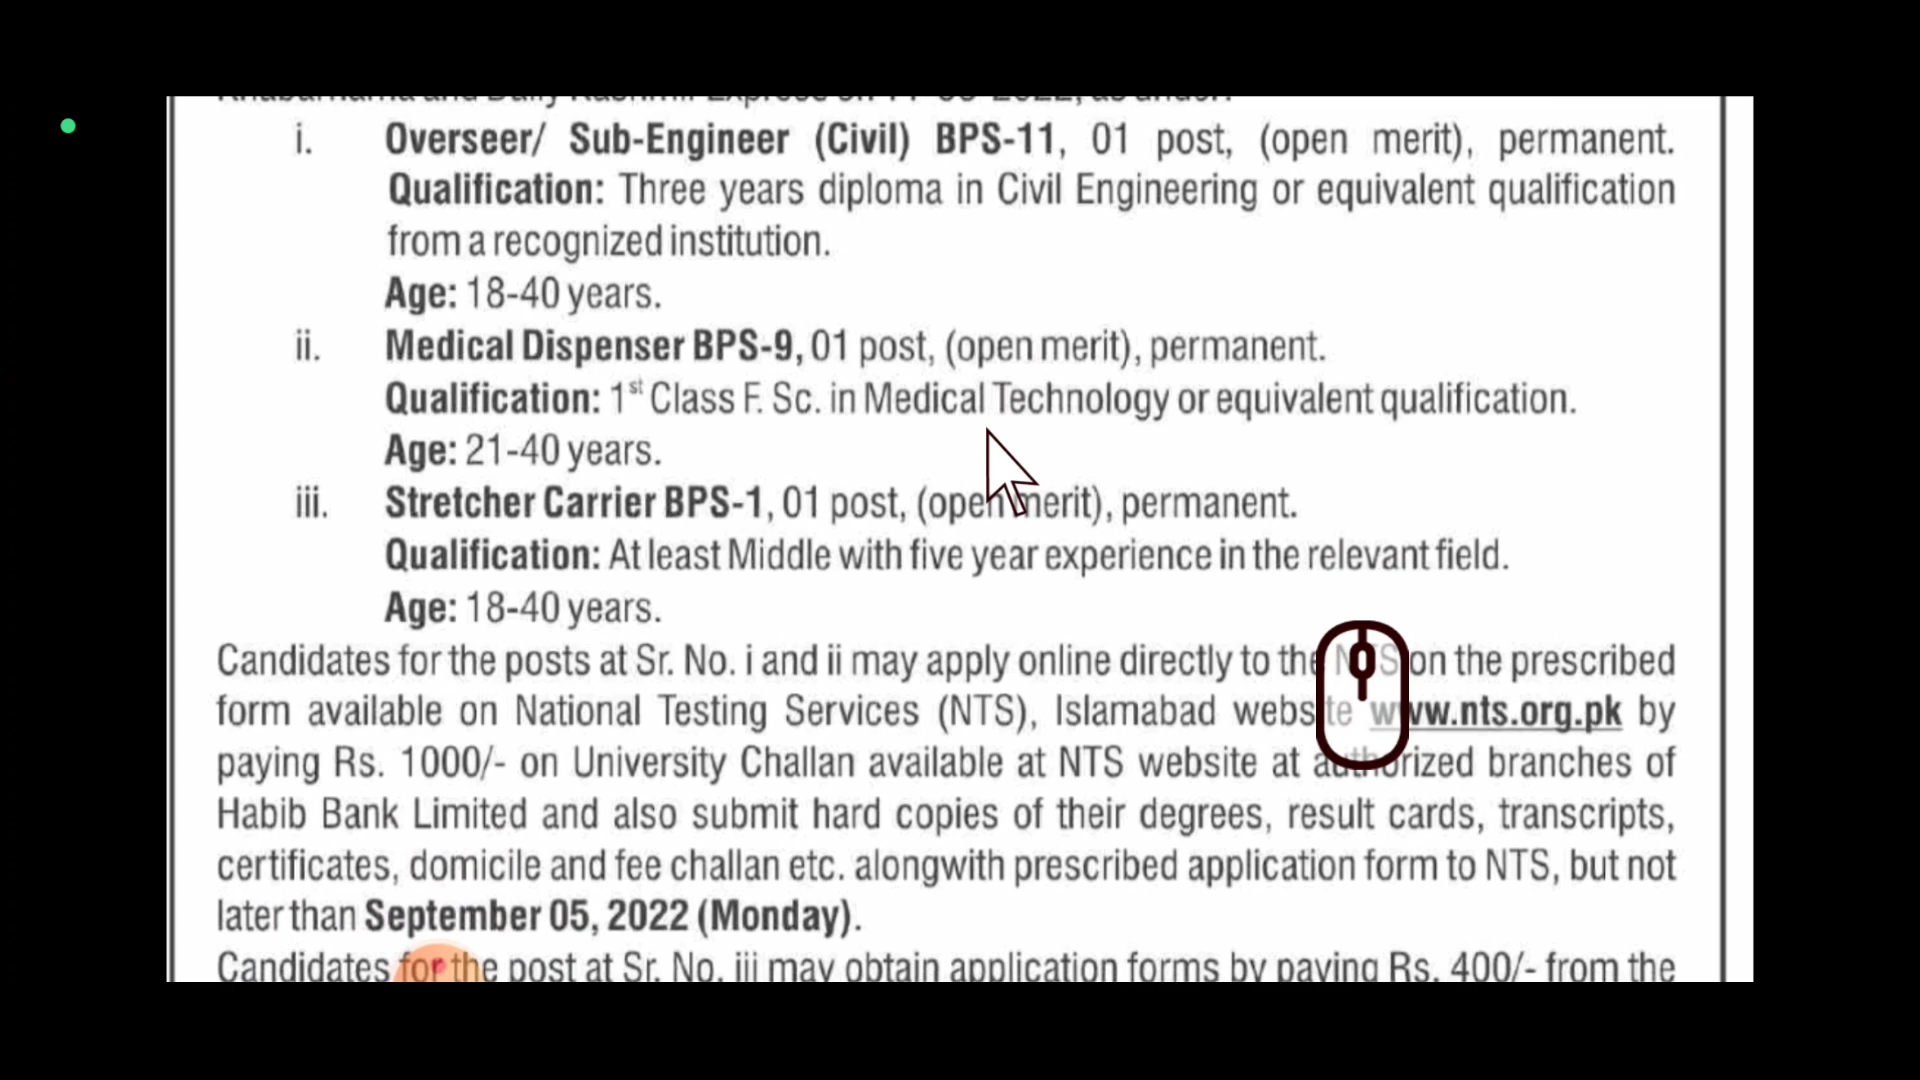 i. Overseer/ Sub-Engineer (Civil) BPS-11, 01 post, (open merit), permanent.
Qualification: Three years diploma in Civil Engineering or equivalent qualification
from a recognized institution.
Age: 18-40 years.
ii. Medical Dispenser BPS-9, 01 post, (open merit), permanent.
Qualification: 1st Class F. Sc. in Medical Technology or equivalent qualification.
Age: 21-40 years.
iii. Stretcher Carrier BPS-1, 01 post, (open merit), permanent.
Qualification: At least Middle with five year experience in the relevant field.
Age: 18-40 years.
Candidates for the posts at Sr. No. i and ii may apply online directly to the NTS on the prescribed
form available on National Testing Services (NTS), Islamabad website www.nts.org.pk by
paying Rs. 1000/- on University Challan available at NTS website at authorized branches of
Habib Bank Limited and also submit hard copies of their degrees, result cards, transcripts,
certificates, domicile and fee challan etc. alongwith prescribed application form to NTS, but not
later than September 05, 2022 (Monday).
Candidates for the post at Sr. No. iii may obtain application forms by paying Rs. 400/- from the